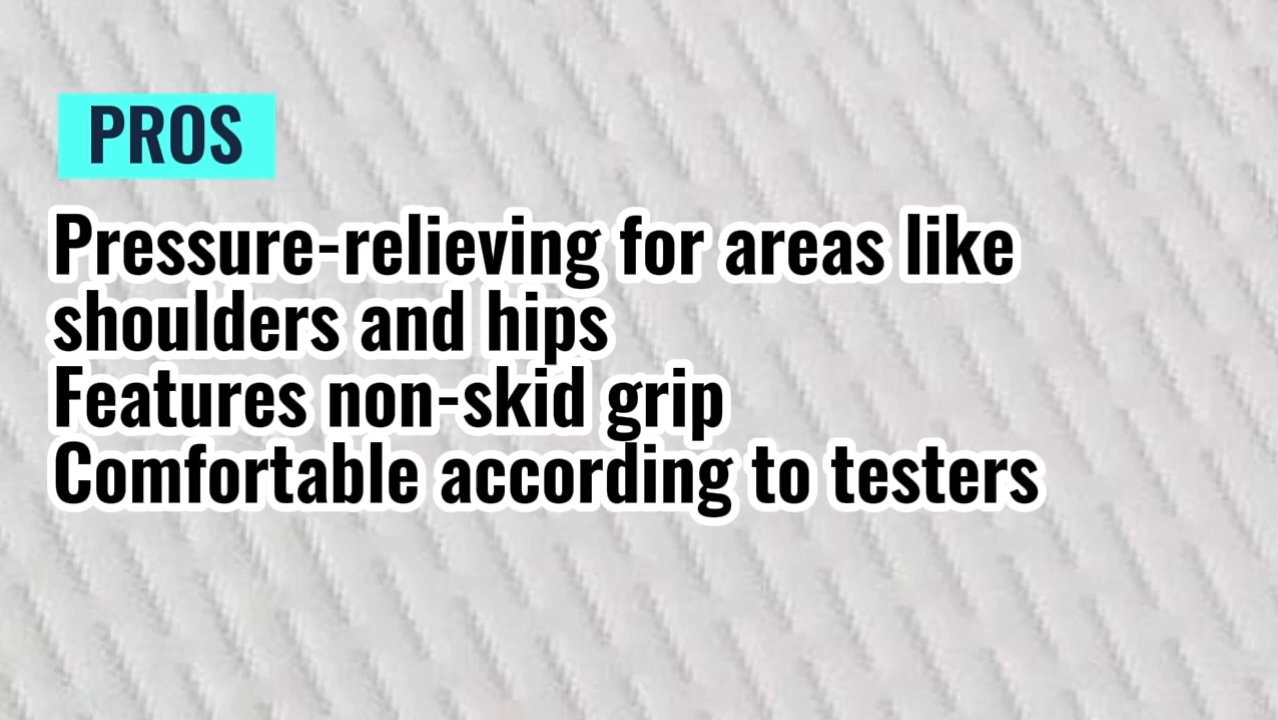 PROS
Pressure-relieving for areas like
shoulders and hips
Features non-skid grip
Comfortable according to testers